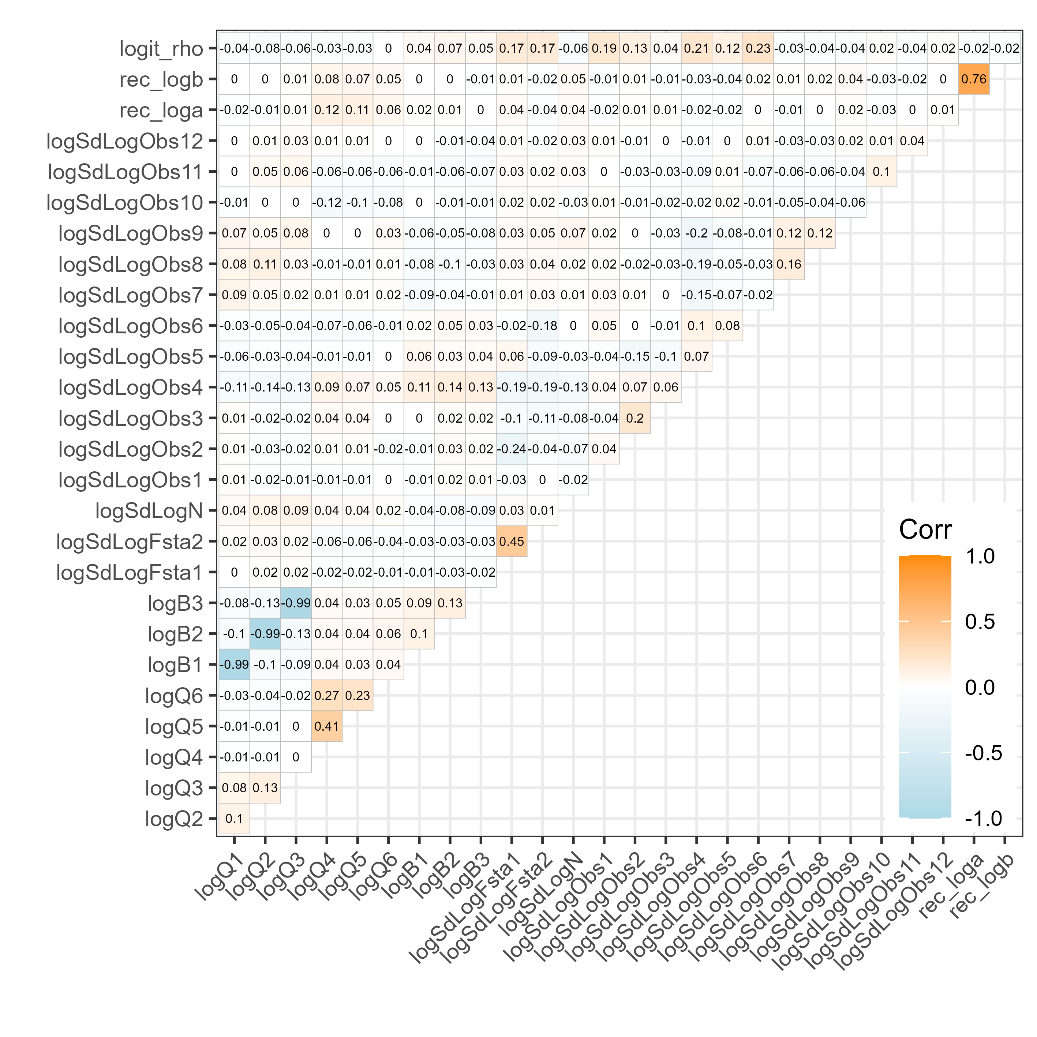 logit_rho -0.04 -0.08 -0.06 -0.03 -0.03 0 0.04 0.07 0.05 0.17 0.17 -0.06 0.19 0.13 0.04 0.21 0.12 0.23 -0.03 -0.04 -0.04 0.02 -0.04 0.02 -0.02 -0.02
rec_logb 0 0 0.01 0.08 0.07 0.05 0 0 -0.01 0.01 -0.02 0.05 -0.01 0.01 -0.01 -0.03 -0.04 0.02 0.01 0.02 0.04 -0.03 -0.02 0 0.76
rec_loga -0.02 -0.01 0.01 0.12 0.11 0.06 0.02 0.01 0 0.04 -0.04 0.04 -0.02 0.01 0.01 -0.02 -0.02 0 -0.01 0 0.02 -0.03 0 0.01
logSdLogObs12 0 0.01 0.03 0.01 0.01 0 0 -0.01 -0.04 0.01 -0.02 0.03 0.01 -0.01 0 -0.01 0 0.01 -0.03 -0.03 0.02 0.01 0.04
logSdLogObs11 0 0.05 0.06 -0.06 -0.06 -0.06 -0.01 -0.06 -0.07 0.03 0.02 0.03 0 -0.03 -0.03 -0.09 0.01 -0.07 -0.06 -0.06 -0.04 0.1
logSdLogObs10 -0.01 0 0 -0.12 -0.1 -0.08 0 -0.01 -0.01 0.02 0.02 -0.03 0.01 -0.01 -0.02 -0.02 0.02 -0.01 -0.05 -0.04 -0.06
logSdLogObs9 0.07 0.05 0.08 0 0 0.03 -0.06 -0.05 -0.08 0.03 0.05 0.07 0.02 0 -0.03 -0.2 -0.08 -0.01 0.12 0.12
logSdLogObs8 0.08 0.11 0.03 -0.01 -0.01 0.01 -0.08 -0.1 -0.03 0.03 0.04 0.02 0.02 -0.02 -0.03 -0.19 -0.05 -0.03 0.16
logSdLogObs7 0.09 0.05 0.02 0.01 0.01 0.02 -0.09 -0.04 -0.01 0.01 0.03 0.01 0.03 0.01 0 -0.15 -0.07 -0.02
logSdLogObs6 -0.03 -0.05 -0.04 -0.07 -0.06 -0.01 0.02 0.05 0.03 -0.02 -0.18 0 0.05 0 -0.01 0.1 0.08
logSdLogObs5 -0.06 -0.03 -0.04 -0.01 -0.01 0 0.06 0.03 0.04 0.06 -0.09 -0.03 -0.04 -0.15 -0.1 0.07
logSdLogObs4 -0.11 -0.14 -0.13 0.09 0.07 0.05 0.11 0.14 0.13 -0.19 -0.19 -0.13 0.04 0.07 0.06
logSdLogObs3 0.01 -0.02 -0.02 0.04 0.04 0 0 0.02 0.02 -0.1 -0.11 -0.08 -0.04 0.2
logSdLogObs2 0.01 -0.03 -0.02 0.01 0.01 -0.02 -0.01 0.03 0.02 -0.24 -0.04 -0.07 0.04
logSdLogObs1 0.01 -0.02 -0.01 -0.01 -0.01 0 -0.01 0.02 0.01 -0.03 0 -0.02
logSdLogN 0.04 0.08 0.09 0.04 0.04 0.02 -0.04 -0.08 -0.09 0.03 0.01
logSdLogFsta2 0.02 0.03 0.02 -0.06 -0.06 -0.04 -0.03 -0.03 -0.03 0.45
logSdLogFsta1 0 0.02 0.02 -0.02 -0.02 -0.01 -0.01 -0.03 -0.02
logB3 -0.08 -0.13 -0.99 0.04 0.03 0.05 0.09 0.13
logB2 -0.1 -0.99 -0.13 0.04 0.04 0.06 0.1
logB1 -0.99 -0.1 -0.09 0.04 0.03 0.04
logQ6 -0.03 -0.04 -0.02 0.27 0.23
logQ5 -0.01 -0.01 0 0.41
logQ4 -0.01 -0.01 0
logQ3 0.08 0.13
logQ2 0.1
Corr
1.0
0.5
0.0
-0.5
-1.0
logQ1 logQ2 logQ3 logQ4 logQ5 logQ6 logB1 logB2 logB3 logSdLogFsta1 logSdLogFsta2 logSdLogN logSdLogObs1 logSdLogObs2 logSdLogObs3 logSdLogObs4 logSdLogObs5 logSdLogObs6 logSdLogObs7 logSdLogObs8 logSdLogObs9 logSdLogObs10 logSdLogObs11 logSdLogObs12 rec_loga rec_logb